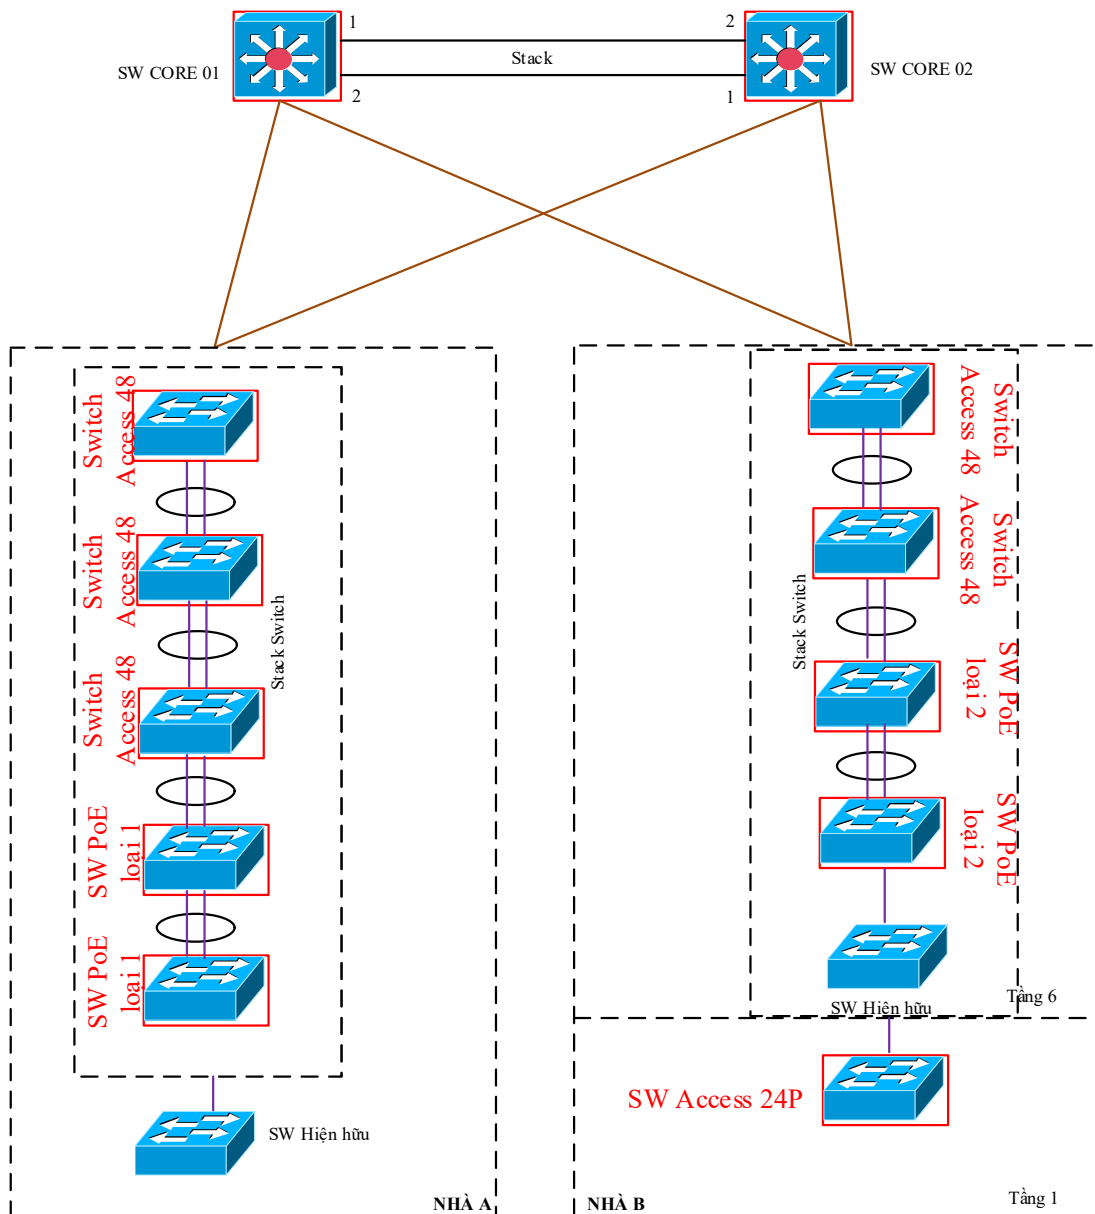 1
2
Stack
SW CORE 01
SW CORE 02
2
1
Switch
Access 48
Switch
Access 48
Switch
Access 48
SW PoE
loại 1
SW PoE
loại 1
Stack Switch
SW Hiện hữu
NHÀ A
Switch
Access 48
Switch
Access 48
SW PoE
loại 2
SW PoE
loại 2
Stack Switch
SW Hiện hữu
Tầng 6
SW Access 24P
NHÀ B
Tầng 1